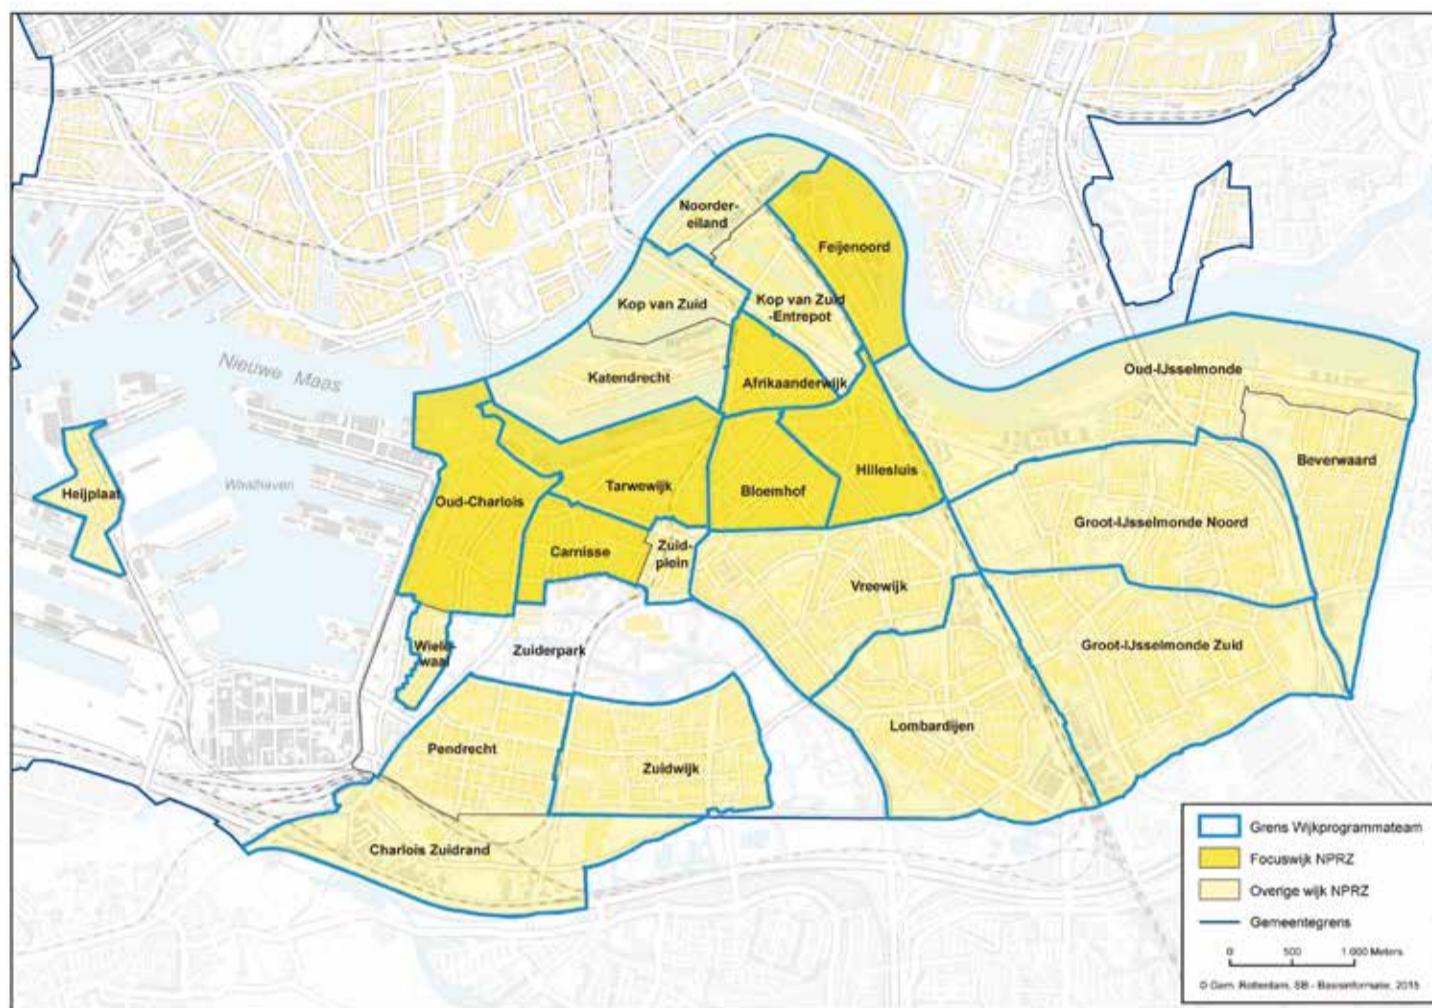 Noorder-
eiland
Feijenoord
Kop van Zuid
Kop van Zuid
-Entrepot
Nieuwe Maas
Oud-IJsselmonde
Katendrecht
Afrikaanderwijk
Beverwaard
Hillesluis
Heijplaat
Waalhaven
Oud-Charlois
Tarwewijk
Bloemhof
Groot-IJsselmonde Noord
Carnisse
Zuid-
plein
Vreewijk
Wielew-
waal
Zuiderpark
Groot-IJsselmonde Zuid
Lombardijen
Pendrecht
Zuidwijk
Charlois Zuidrand
Grens Wijkprogrammateam
Focuswijk NPRZ
Overige wijk NPRZ
Gemeentegrens
0 500 1.000 Meters
© Gem. Rotterdam, SB - Basisinformatie, 2015